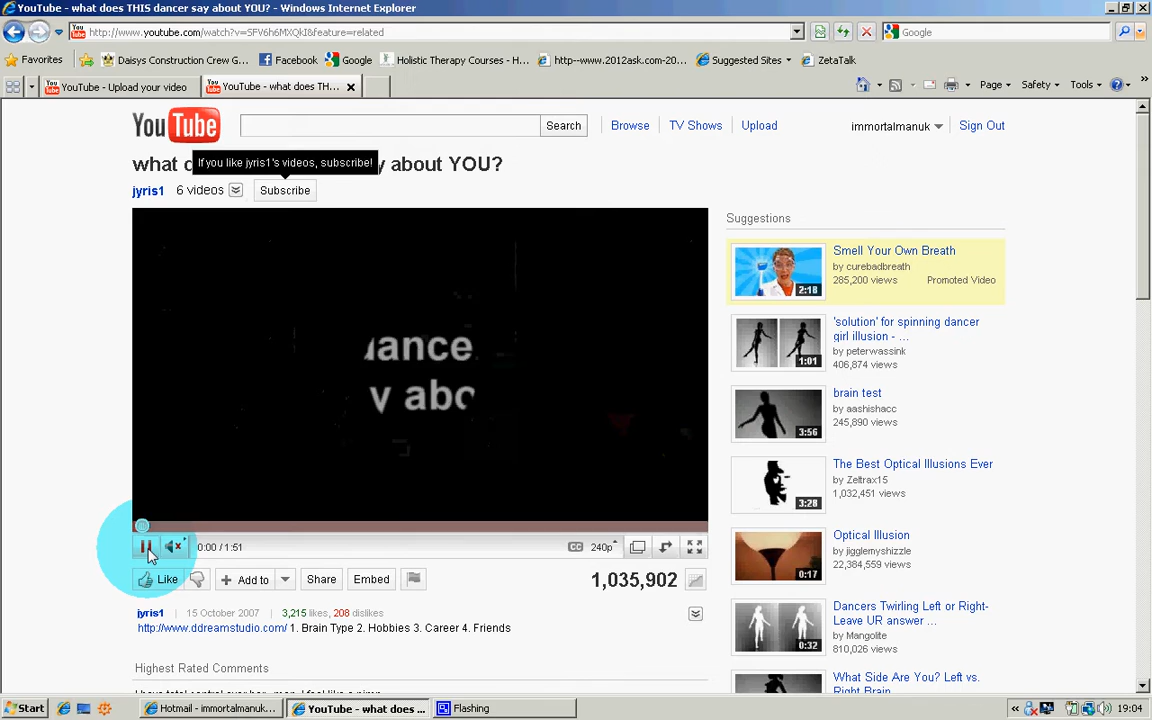 YouTube - what does THIS dancer say about YOU? - Windows Internet Explorer
http://www.youtube.com/watch?v=SFV6h6MXQkI&feature=related
Google
Favorites Daisys Construction Crew G... Facebook Google Holistic Therapy Courses - H... http--www.2012ask.com-20... Suggested Sites ZetaTalk
YouTube - Upload your video YouTube - what does TH... Page Safety Tools
YouTube Search Browse TV Shows Upload immortalmanuk Sign Out
If you like jyris1's videos, subscribe!
what d y about YOU?
jyris1 6 videos Subscribe
dance
y abo
0:00 / 1:51 CC 240p
Like Add to Share Embed 1,035,902
jyris1 | 15 October 2007 | 3,215 likes, 208 dislikes
http://www.ddreamstudio.com/ 1. Brain Type 2. Hobbies 3. Career 4. Friends
Highest Rated Comments
Suggestions
Smell Your Own Breath
by curebadbreath
285,200 views Promoted Video
2:18
'solution' for spinning dancer
girl illusion - ...
by peterwassink
406,874 views
1:01
brain test
by aashishacc
245,890 views
3:56
The Best Optical Illusions Ever
by Zeltrax15
1,032,451 views
3:28
Optical Illusion
by jigglemyshizzle
22,384,559 views
0:17
Dancers Twirling Left or Right-
Leave UR answer ...
by Mangolite
810,026 views
0:32
What Side Are You? Left vs.
Right Brain
Start Hotmail - immortalmanuk... YouTube - what does ... Flashing 19:04